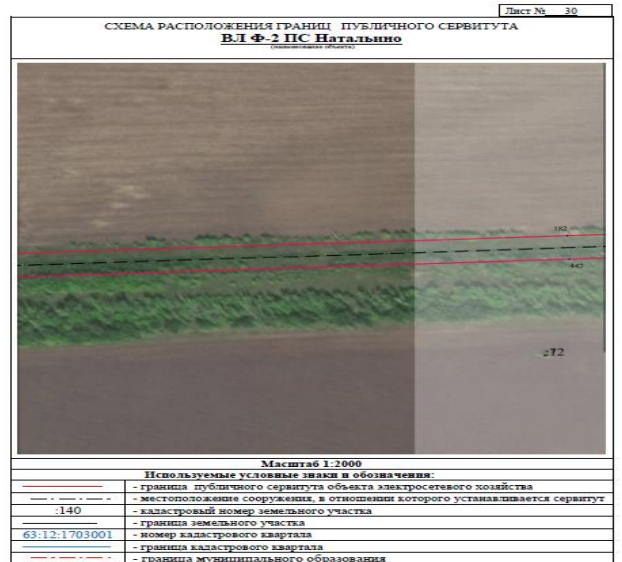 Лист № 30
СХЕМА РАСПОЛОЖЕНИЯ ГРАНИЦ ПУБЛИЧНОГО СЕРВИТУТА
ВЛ Ф-2 ПС Натальино
(наименование объекта)
382
447
Масштаб 1:2000
Используемые условные знаки и обозначения:
- граница публичного сервитута объекта электросетевого хозяйства
- местоположение сооружения, в отношении которого устанавливается сервитут
:140 - кадастровый номер земельного участка
- граница земельного участка
63:12:1703001 - номер кадастрового квартала
- граница кадастрового квартала
- граница муниципального образования